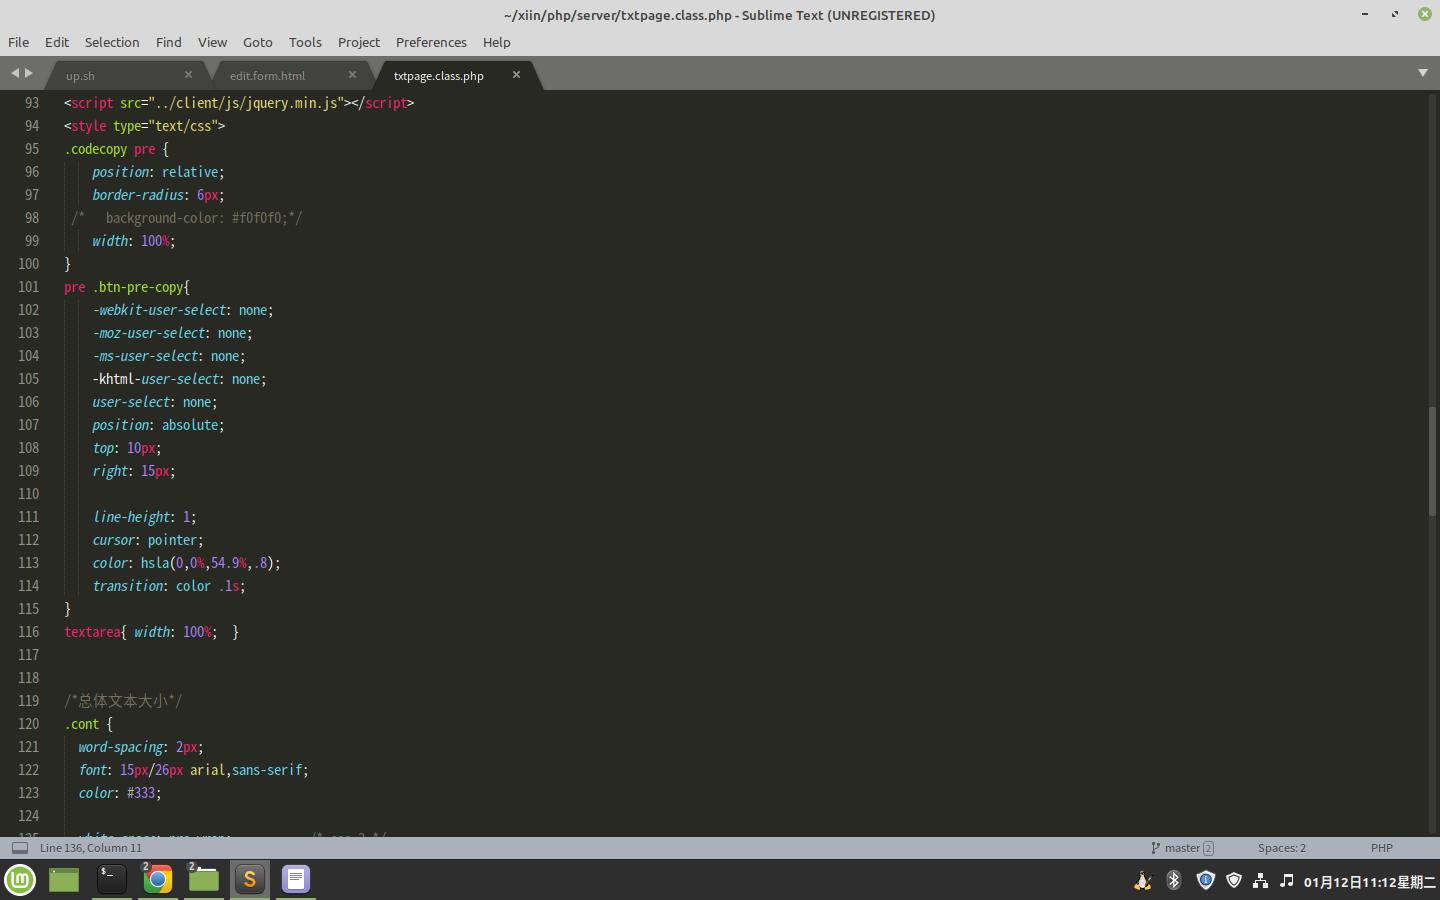 ~/xiin/php/server/txtpage.class.php - Sublime Text (UNREGISTERED)
File Edit Selection Find View Goto Tools Project Preferences Help
up.sh edit.form.html txtpage.class.php
93 <script src="../client/js/jquery.min.js"></script>
94 <style type="text/css">
95 .codecopy pre {
96 position: relative;
97 border-radius: 6px;
98 /* background-color: #f0f0f0;*/
99 width: 100%;
100 }
101 pre .btn-pre-copy{
102 -webkit-user-select: none;
103 -moz-user-select: none;
104 -ms-user-select: none;
105 -khtml-user-select: none;
106 user-select: none;
107 position: absolute;
108 top: 10px;
109 right: 15px;
110
111 line-height: 1;
112 cursor: pointer;
113 color: hsla(0,0%,54.9%,.8);
114 transition: color .1s;
115 }
116 textarea{ width: 100%; }
117
118
119 /*总体文本大小*/
120 .cont {
121 word-spacing: 2px;
122 font: 15px/26px arial,sans-serif;
123 color: #333;
124
Line 136, Column 11 master 2 Spaces: 2 PHP
2 2 01月12日11:12星期二